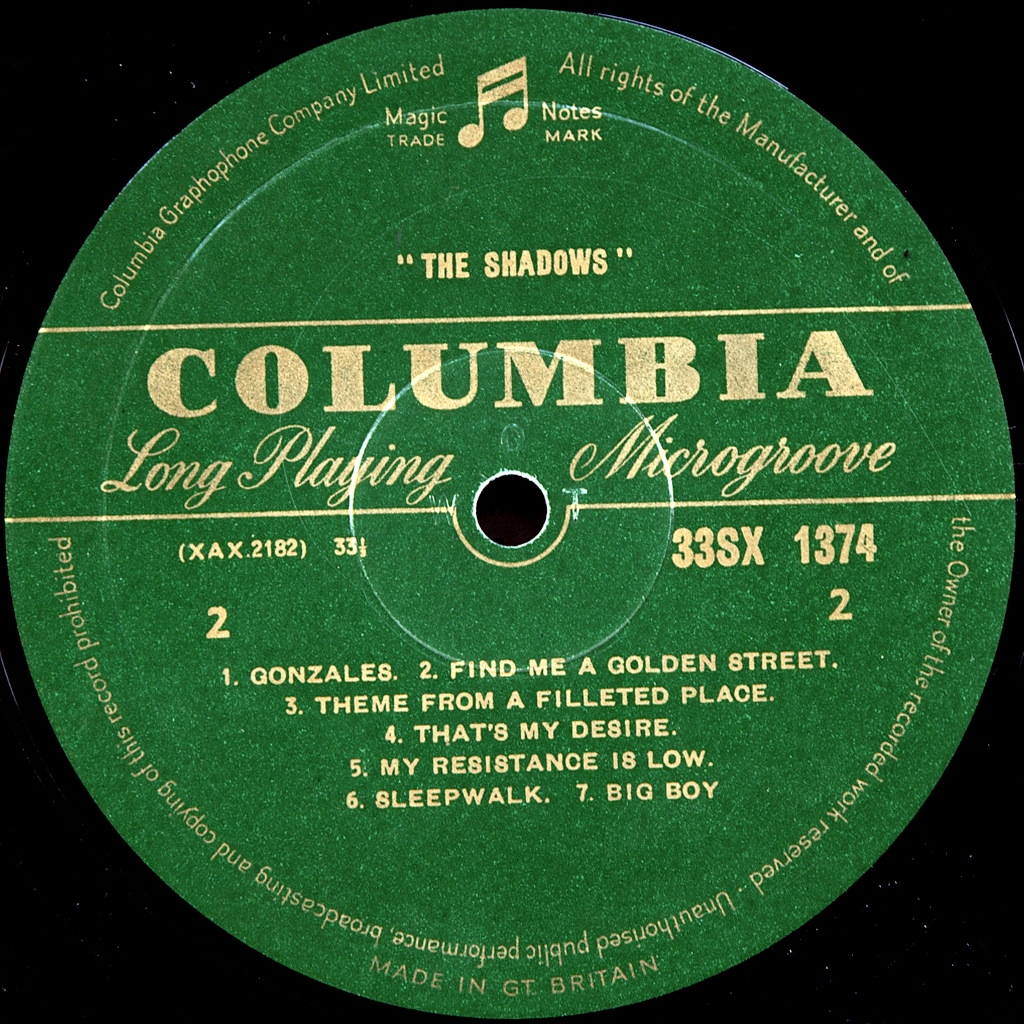 Columbia Graphophone Company Limited
Magic Notes
TRADE MARK
All rights of the Manufacturer and of
the Owner of the recorded work reserved - Unauthorised public performance, broadcasting and copying of this record prohibited
"THE SHADOWS"
COLUMBIA
Long Playing Microgroove
(XAX.2182) 33⅓ 33SX 1374
2 2
1. GONZALES. 2. FIND ME A GOLDEN STREET.
3. THEME FROM A FILLETED PLACE.
4. THAT'S MY DESIRE.
5. MY RESISTANCE IS LOW.
6. SLEEPWALK. 7. BIG BOY
MADE IN GT. BRITAIN